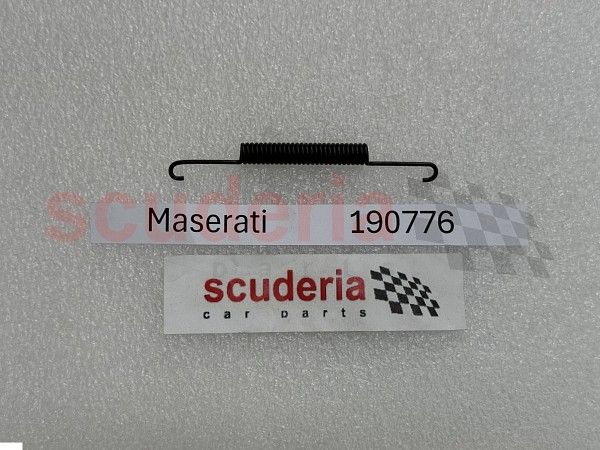 scuderia
Maserati 190776
scuderia
car parts